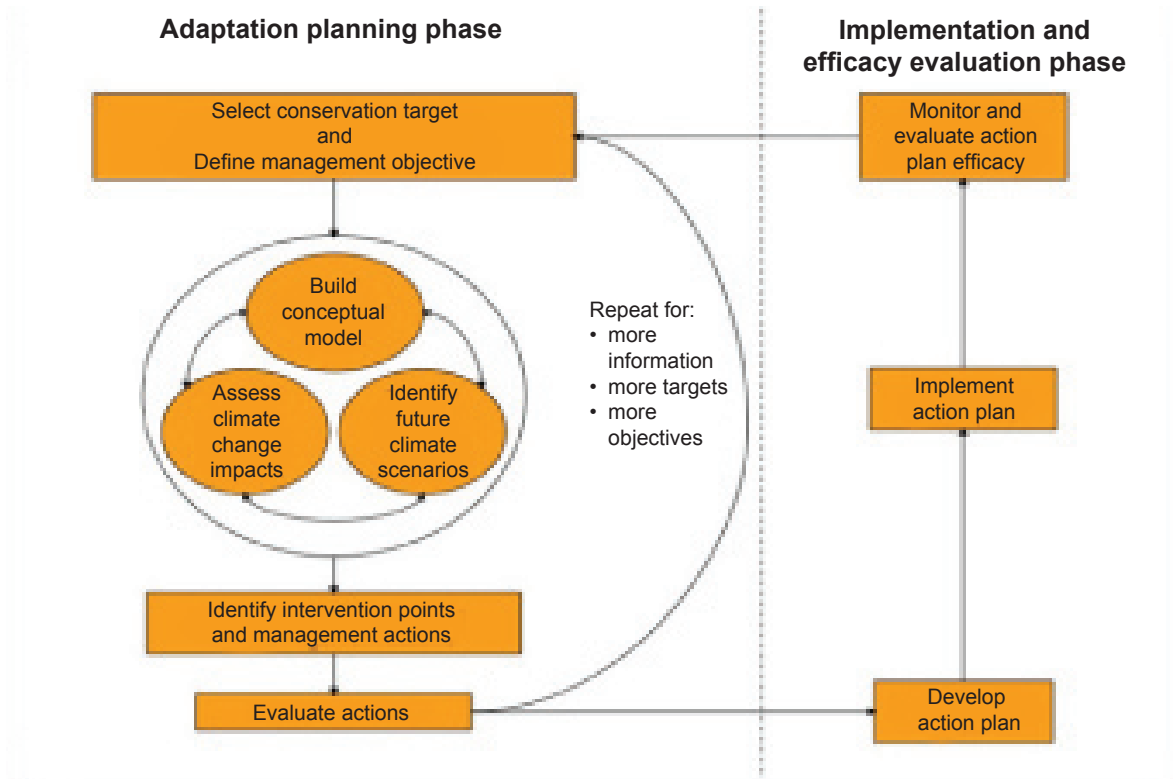 Adaptation planning phase
Implementation and
efficacy evaluation phase
Select conservation target
and
Define management objective
Monitor and
evaluate action
plan efficacy
Build
conceptual
model
Assess
climate
change
impacts
Identify
future
climate
scenarios
Repeat for:
• more
information
• more targets
• more
objectives
Implement
action plan
Identify intervention points
and management actions
Evaluate actions
Develop
action plan